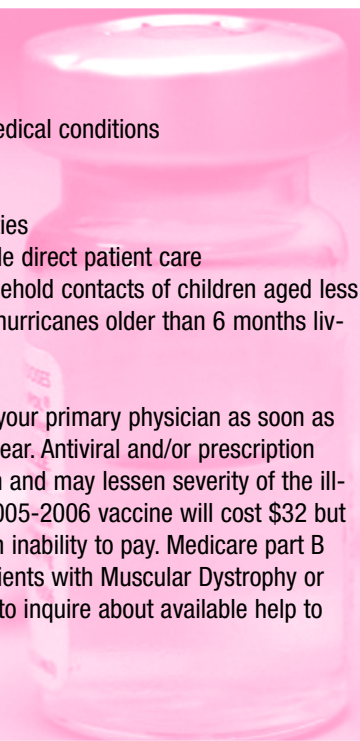 edical conditions
ies
le direct patient care
ehold contacts of children aged less
hurricanes older than 6 months liv-
your primary physician as soon as
ear. Antiviral and/or prescription
n and may lessen severity of the ill-
005-2006 vaccine will cost $32 but
n inability to pay. Medicare part B
ients with Muscular Dystrophy or
to inquire about available help to